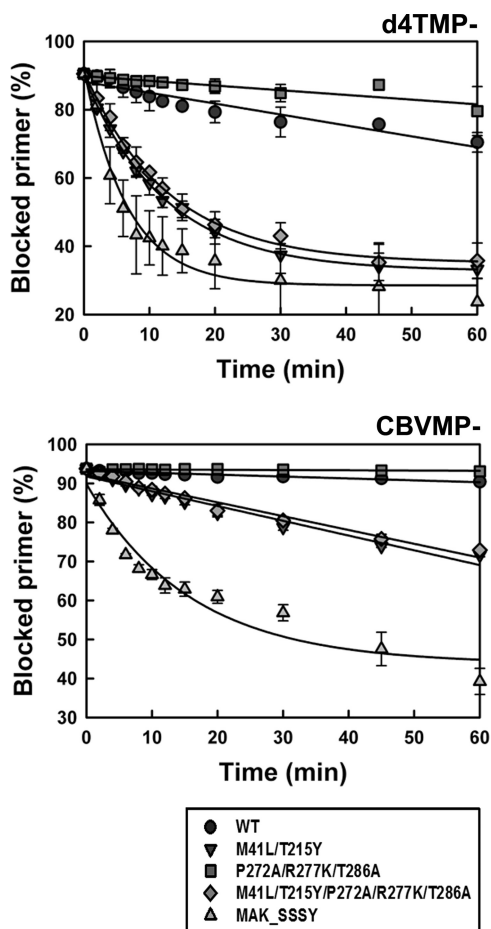 d4TMP-
Blocked primer (%)
100
80
60
40
20
0 10 20 30 40 50 60
Time (min)
CBVMP-
Blocked primer (%)
100
90
80
70
60
50
40
30
0 10 20 30 40 50 60
Time (min)
WT
M41L/T215Y
P272A/R277K/T286A
M41L/T215Y/P272A/R277K/T286A
MAK_SSSY